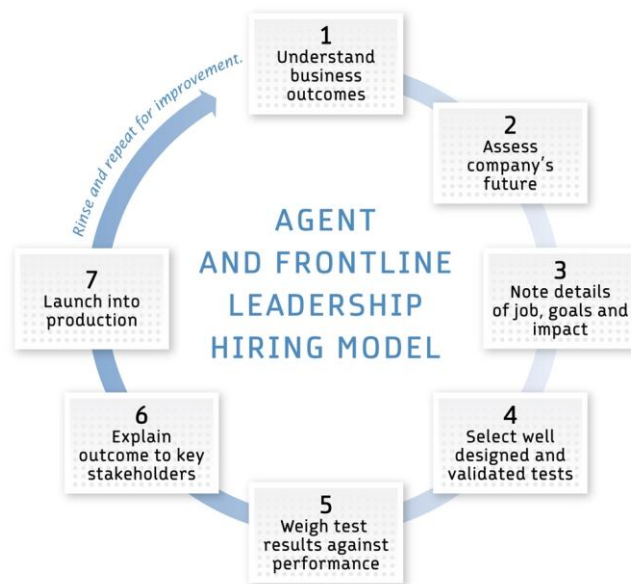 1
Understand
business
outcomes
2
Assess
company's
future
3
Note details
of job, goals and
impact
4
Select well
designed and
validated tests
5
Weigh test
results against
performance
6
Explain
outcome to key
stakeholders
7
Launch into
production
Rinse and repeat for improvement.
AGENT
AND FRONTLINE
LEADERSHIP
HIRING MODEL